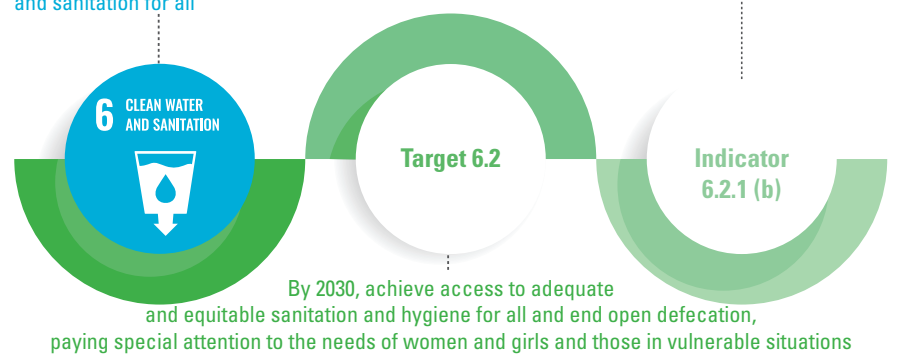 and sanitation for all
6 CLEAN WATER
AND SANITATION
Target 6.2
Indicator
6.2.1 (b)
By 2030, achieve access to adequate
and equitable sanitation and hygiene for all and end open defecation,
paying special attention to the needs of women and girls and those in vulnerable situations